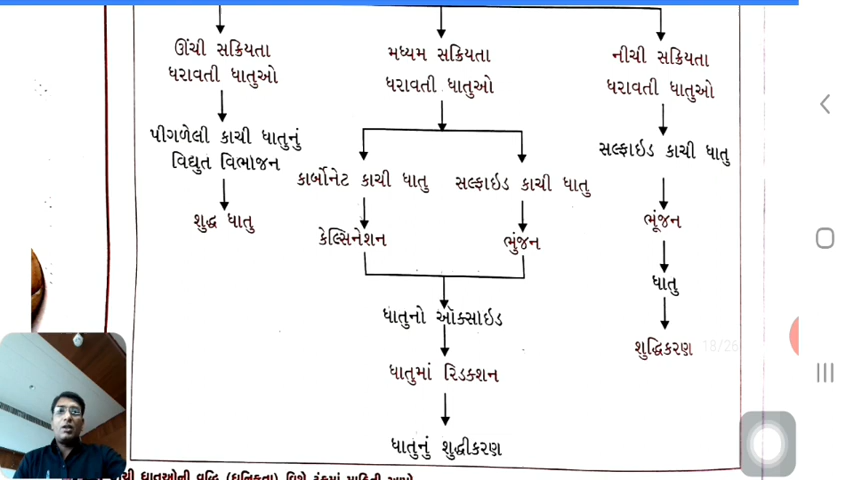 ઊંચી સક્રિયતા
ધરાવતી ધાતુઓ
પીગળેલી કાચી ધાતુનું
વિદ્યુત વિભાજન
શુદ્ધ ધાતુ
મધ્યમ સક્રિયતા
ધરાવતી ધાતુઓ
કાર્બોનેટ કાચી ધાતુ
કેલ્સિનેશન
સલ્ફાઇડ કાચી ધાતુ
ભુંજન
ધાતુનો ઑક્સાઇડ
ધાતુમાં રિડક્શન
ધાતુનું શુદ્ધીકરણ
નીચી સક્રિયતા
ધરાવતી ધાતુઓ
સલ્ફાઇડ કાચી ધાતુ
ભૂંજન
ધાતુ
શુદ્ધિકરણ
18/26